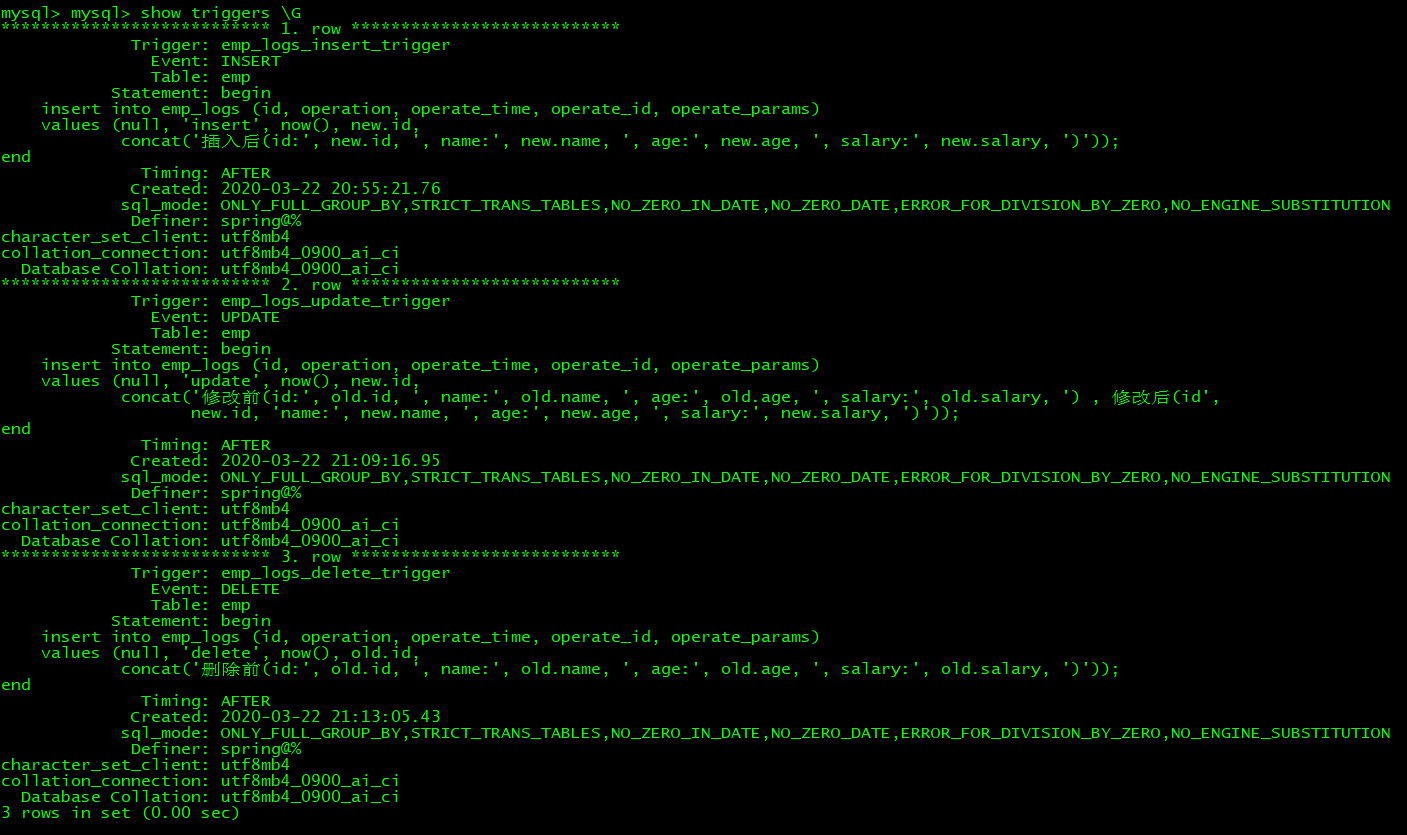 mysql> mysql> show triggers \G
*************************** 1. row ***************************
Trigger: emp_logs_insert_trigger
Event: INSERT
Table: emp
Statement: begin
insert into emp_logs (id, operation, operate_time, operate_id, operate_params)
values (null, 'insert', now(), new.id,
concat('插入后(id:', new.id, ', name:', new.name, ', age:', new.age, ', salary:', new.salary, ')'));
end
Timing: AFTER
Created: 2020-03-22 20:55:21.76
sql_mode: ONLY_FULL_GROUP_BY,STRICT_TRANS_TABLES,NO_ZERO_IN_DATE,NO_ZERO_DATE,ERROR_FOR_DIVISION_BY_ZERO,NO_ENGINE_SUBSTITUTION
Definer: spring@%
character_set_client: utf8mb4
collation_connection: utf8mb4_0900_ai_ci
Database Collation: utf8mb4_0900_ai_ci
*************************** 2. row ***************************
Trigger: emp_logs_update_trigger
Event: UPDATE
Table: emp
Statement: begin
insert into emp_logs (id, operation, operate_time, operate_id, operate_params)
values (null, 'update', now(), new.id,
concat('修改前(id:', old.id, ', name:', old.name, ', age:', old.age, ', salary:', old.salary, ') , 修改后(id',
new.id, 'name:', new.name, ', age:', new.age, ', salary:', new.salary, ')'));
end
Timing: AFTER
Created: 2020-03-22 21:09:16.95
sql_mode: ONLY_FULL_GROUP_BY,STRICT_TRANS_TABLES,NO_ZERO_IN_DATE,NO_ZERO_DATE,ERROR_FOR_DIVISION_BY_ZERO,NO_ENGINE_SUBSTITUTION
Definer: spring@%
character_set_client: utf8mb4
collation_connection: utf8mb4_0900_ai_ci
Database Collation: utf8mb4_0900_ai_ci
*************************** 3. row ***************************
Trigger: emp_logs_delete_trigger
Event: DELETE
Table: emp
Statement: begin
insert into emp_logs (id, operation, operate_time, operate_id, operate_params)
values (null, 'delete', now(), old.id,
concat('删除前(id:', old.id, ', name:', old.name, ', age:', old.age, ', salary:', old.salary, ')'));
end
Timing: AFTER
Created: 2020-03-22 21:13:05.43
sql_mode: ONLY_FULL_GROUP_BY,STRICT_TRANS_TABLES,NO_ZERO_IN_DATE,NO_ZERO_DATE,ERROR_FOR_DIVISION_BY_ZERO,NO_ENGINE_SUBSTITUTION
Definer: spring@%
character_set_client: utf8mb4
collation_connection: utf8mb4_0900_ai_ci
Database Collation: utf8mb4_0900_ai_ci
3 rows in set (0.00 sec)